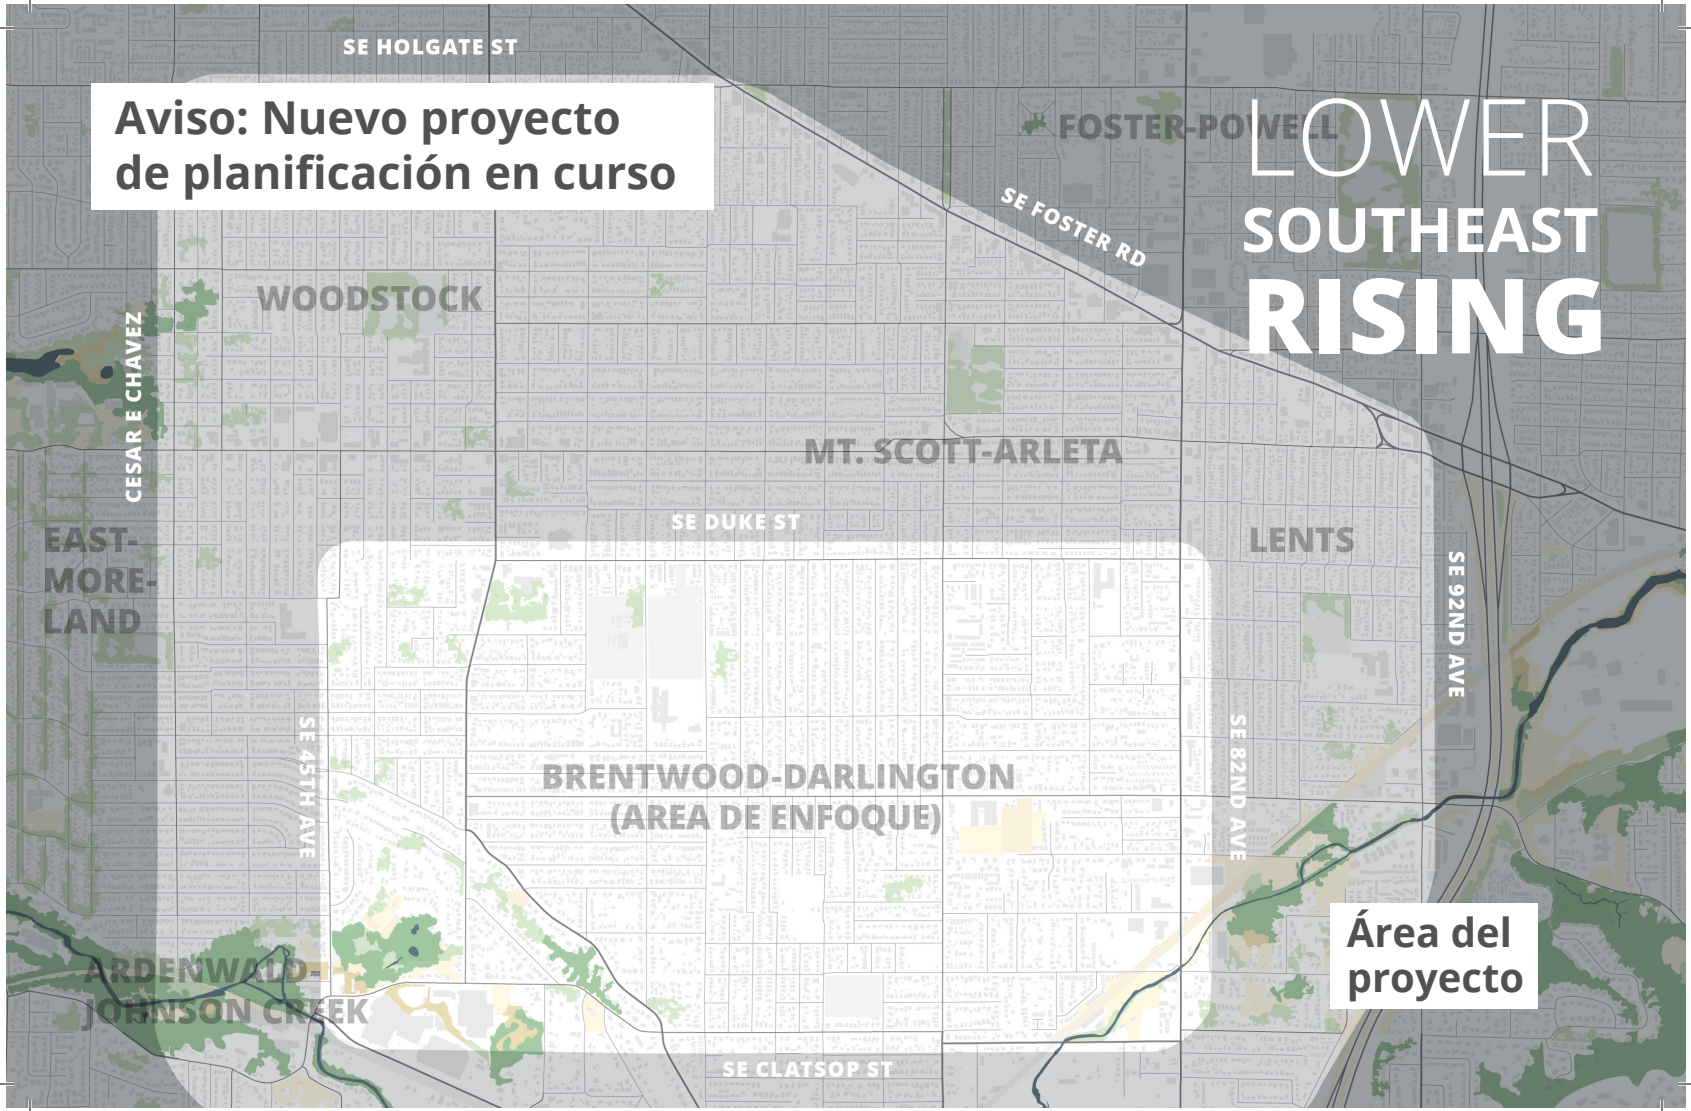 SE HOLGATE ST
Aviso: Nuevo proyecto
de planificación en curso
FOSTER-POWELL
LOWER
SOUTHEAST
RISING
SE FOSTER RD
WOODSTOCK
CESAR E CHAVEZ
MT. SCOTT-ARLETA
SE DUKE ST
EAST-
MORE-
LAND
LENTS
SE 92ND AVE
SE 45TH AVE
SE 82ND AVE
BRENTWOOD-DARLINGTON
(AREA DE ENFOQUE)
Área del
proyecto
ARDENWALD-
JOHNSON CREEK
SE CLATSOP ST